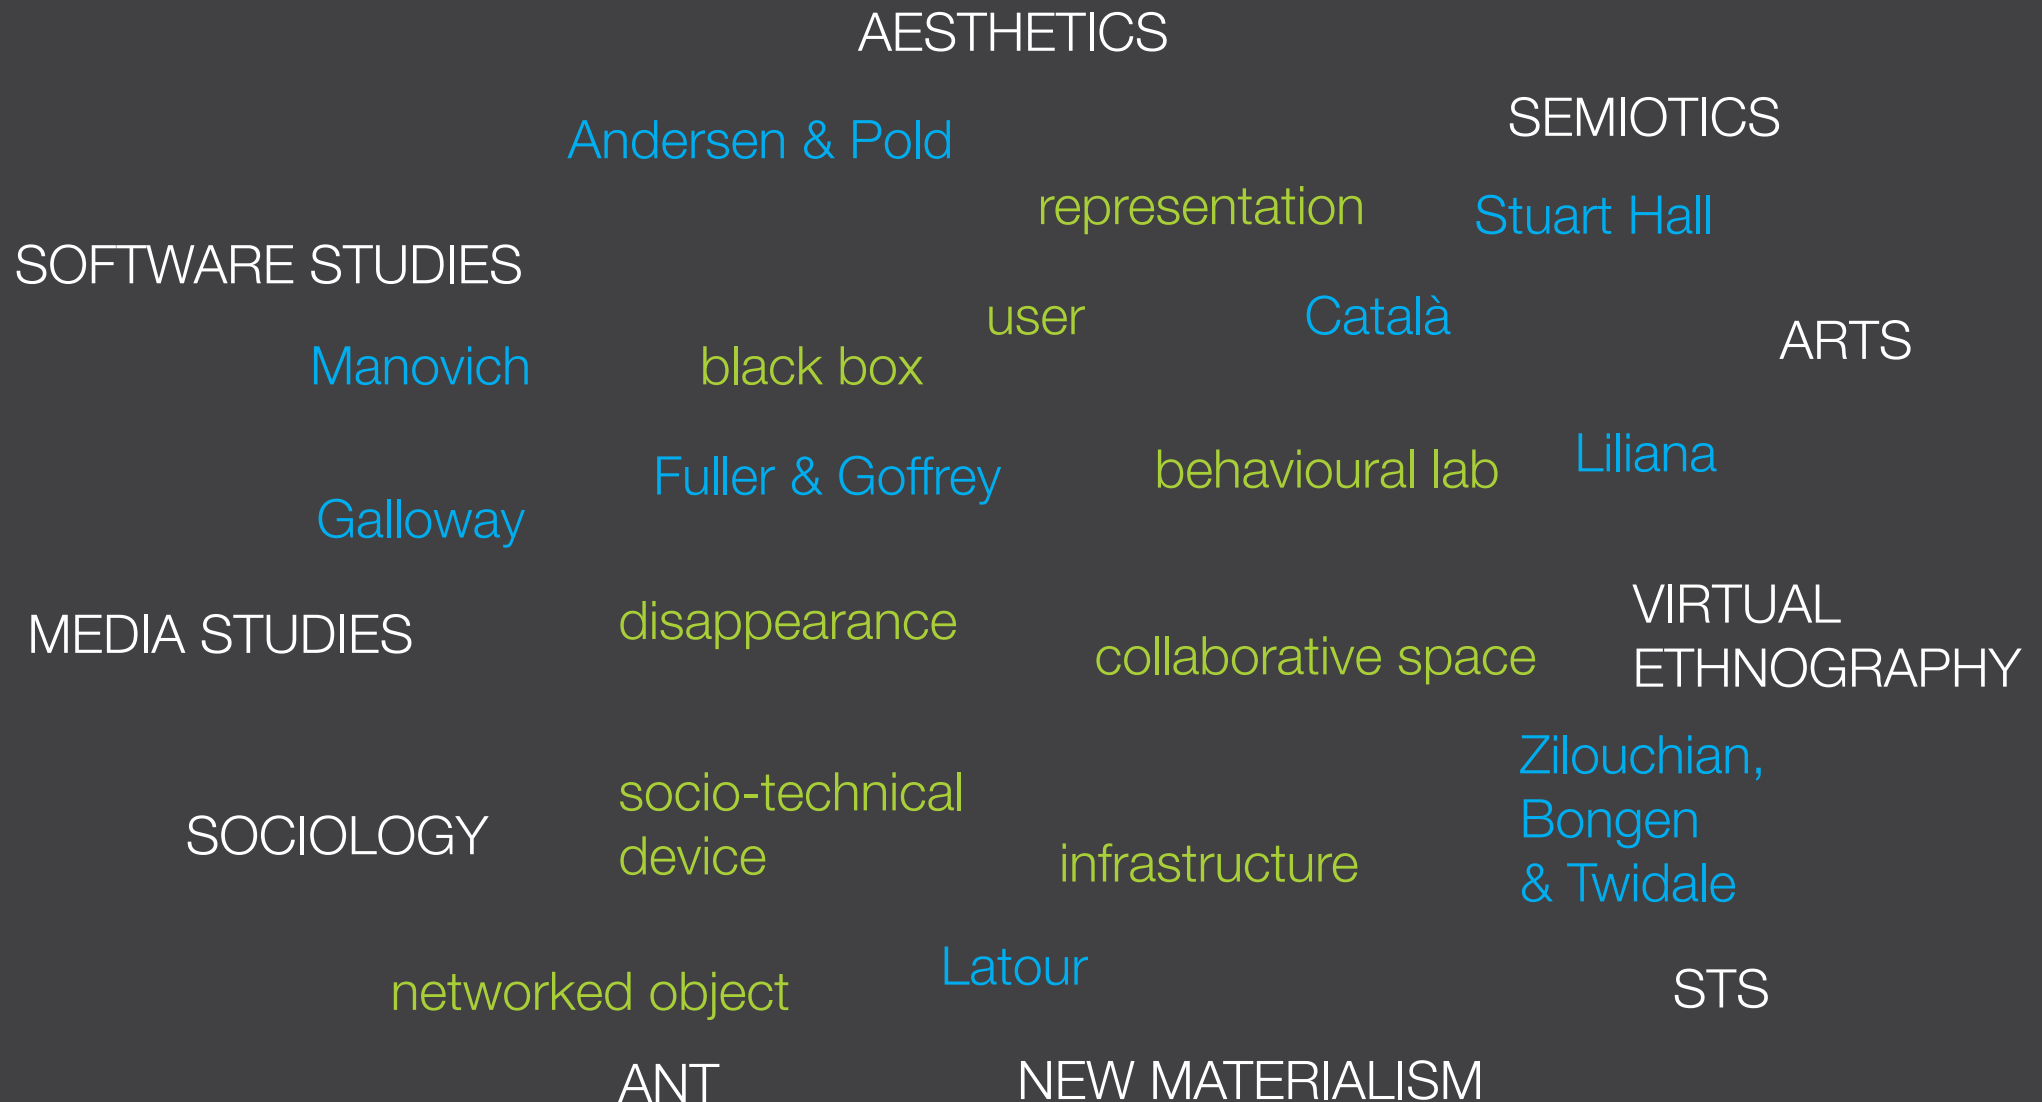 AESTHETICS
SEMIOTICS
Andersen & Pold
representation
Stuart Hall
SOFTWARE STUDIES
user
Català
ARTS
Manovich
black box
Liliana
Fuller & Goffrey
behavioural lab
Galloway
VIRTUAL
ETHNOGRAPHY
disappearance
MEDIA STUDIES
collaborative space
Zilouchian,
Bongen
& Twidale
socio-technical
device
SOCIOLOGY
infrastructure
Latour
networked object
STS
ANT
NEW MATERIALISM